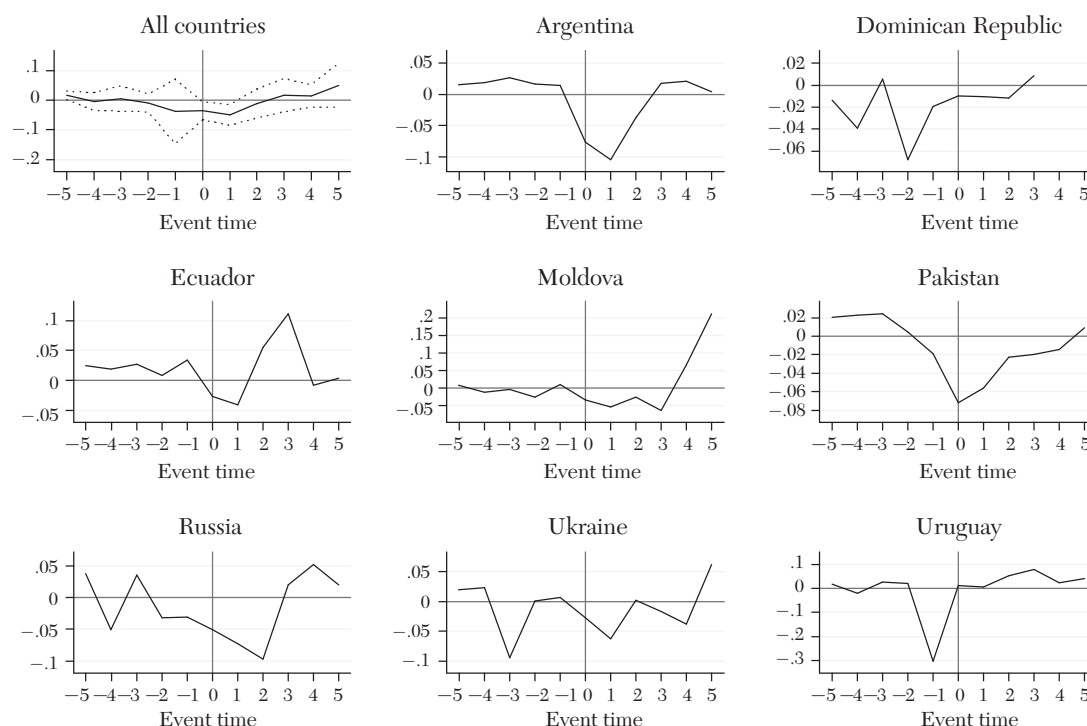 All countries
.1
0
−.1
−.2
−5 −4 −3 −2 −1 0 1 2 3 4 5
Event time
Argentina
.05
0
−.05
−.1
−5 −4 −3 −2 −1 0 1 2 3 4 5
Event time
Dominican Republic
.02
0
−.02
−.04
−.06
−5 −4 −3 −2 −1 0 1 2 3 4 5
Event time
Ecuador
.1
.05
0
−.05
−5 −4 −3 −2 −1 0 1 2 3 4 5
Event time
Moldova
.2
.15
.1
.05
0
−.05
−5 −4 −3 −2 −1 0 1 2 3 4 5
Event time
Pakistan
.02
0
−.02
−.04
−.06
−.08
−5 −4 −3 −2 −1 0 1 2 3 4 5
Event time
Russia
.05
0
−.05
−.1
−5 −4 −3 −2 −1 0 1 2 3 4 5
Event time
Ukraine
.05
0
−.05
−.1
−5 −4 −3 −2 −1 0 1 2 3 4 5
Event time
Uruguay
.1
0
−.1
−.2
−.3
−5 −4 −3 −2 −1 0 1 2 3 4 5
Event time